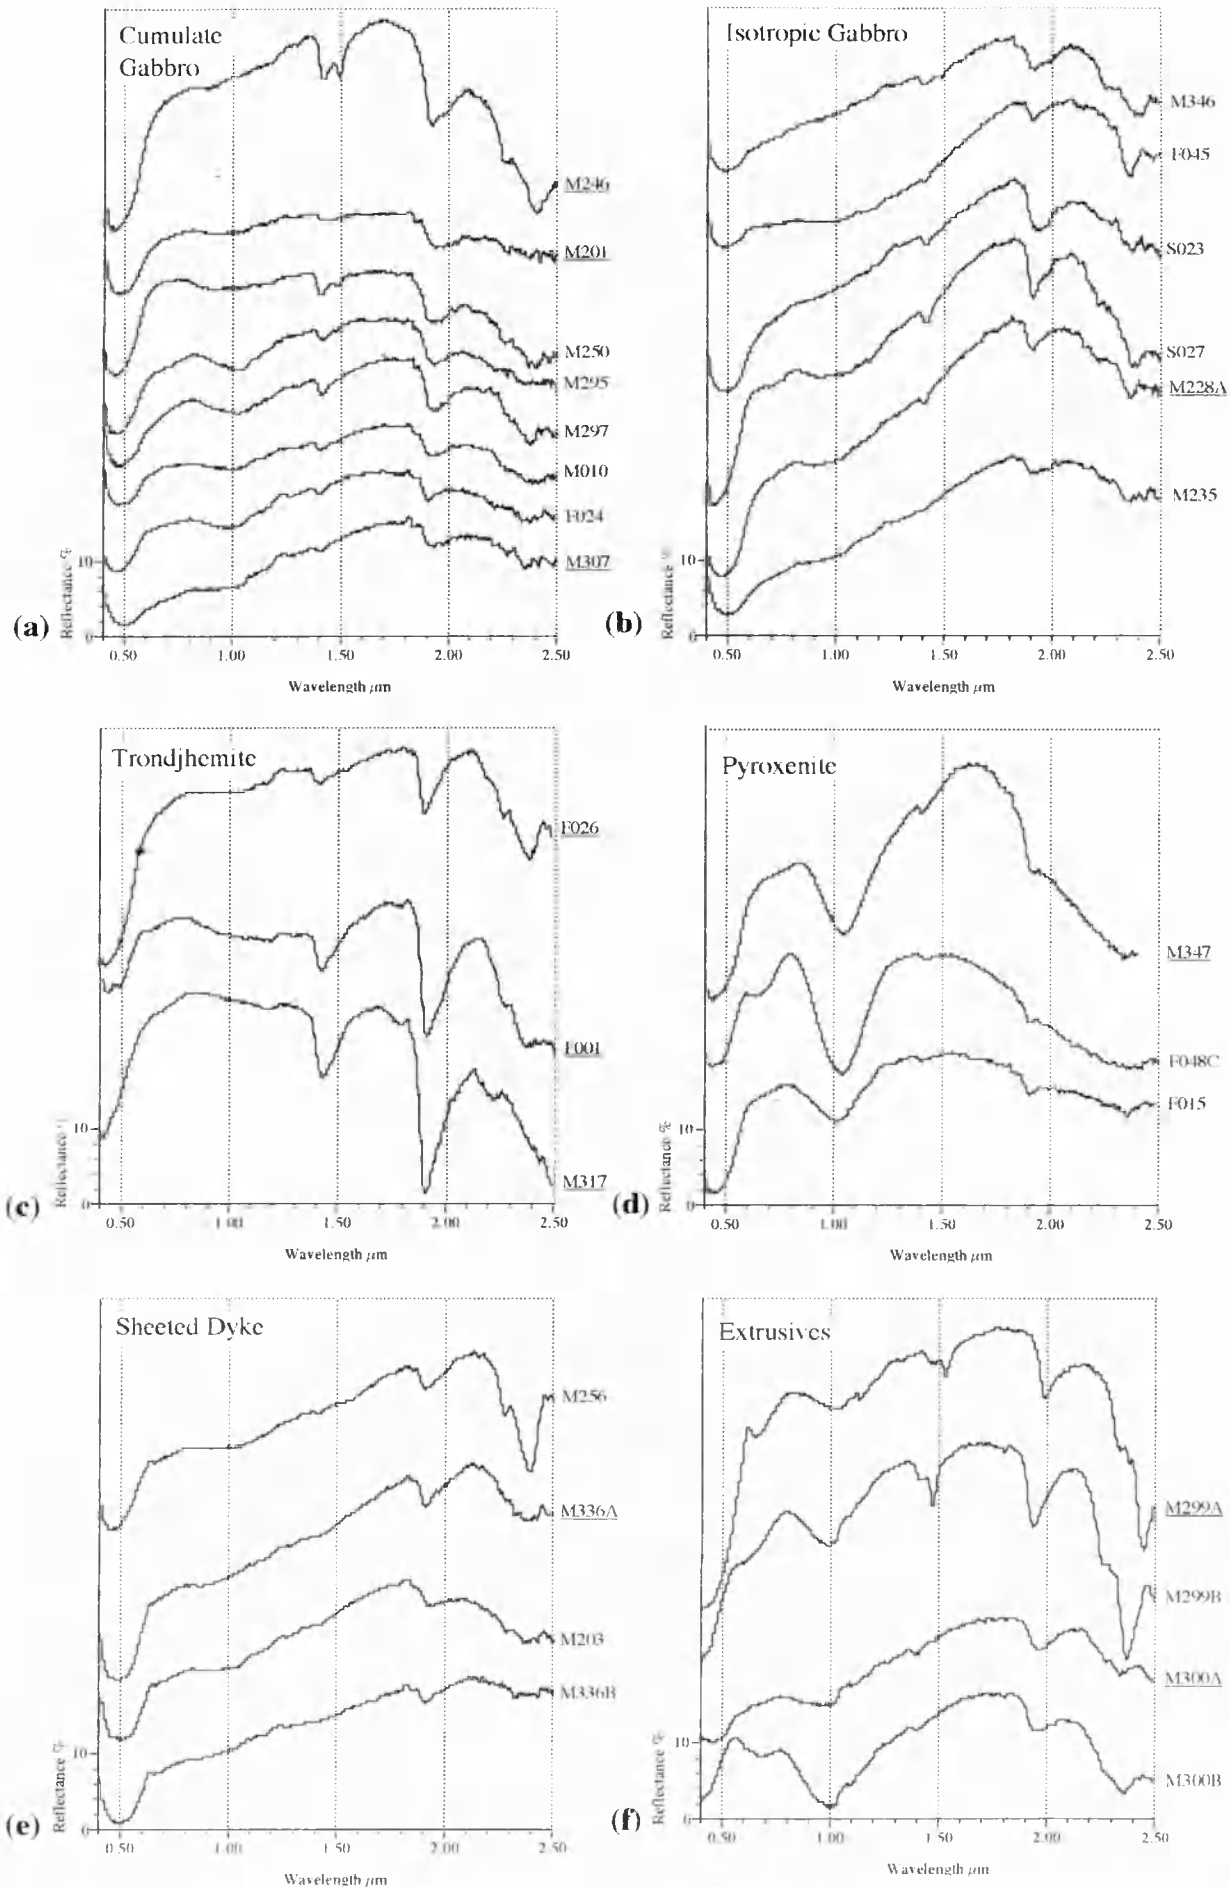 Cumulate
Gabbro
M246
M201
M250
M295
M297
M010
F024
M307
10
0
Reflectance %
(a)
0.50 1.00 1.50 2.00 2.50
Wavelength μm
Isotropic Gabbro
M346
F045
S023
S027
M228A
M235
10
0
Reflectance %
(b)
0.50 1.00 1.50 2.00 2.50
Wavelength μm
Trondjhemite
F026
F001
M317
10
0
Reflectance %
(c)
0.50 1.00 1.50 2.00 2.50
Wavelength μm
Pyroxenite
M347
F048C
F015
10
0
Reflectance %
(d)
0.50 1.00 1.50 2.00 2.50
Wavelength μm
Sheeted Dyke
M256
M336A
M203
M336B
10
0
Reflectance %
(e)
0.50 1.00 1.50 2.00 2.50
Wavelength μm
Extrusives
M299A
M299B
M300A
M300B
10
0
Reflectance %
(f)
0.50 1.00 1.50 2.00 2.50
Wavelength μm